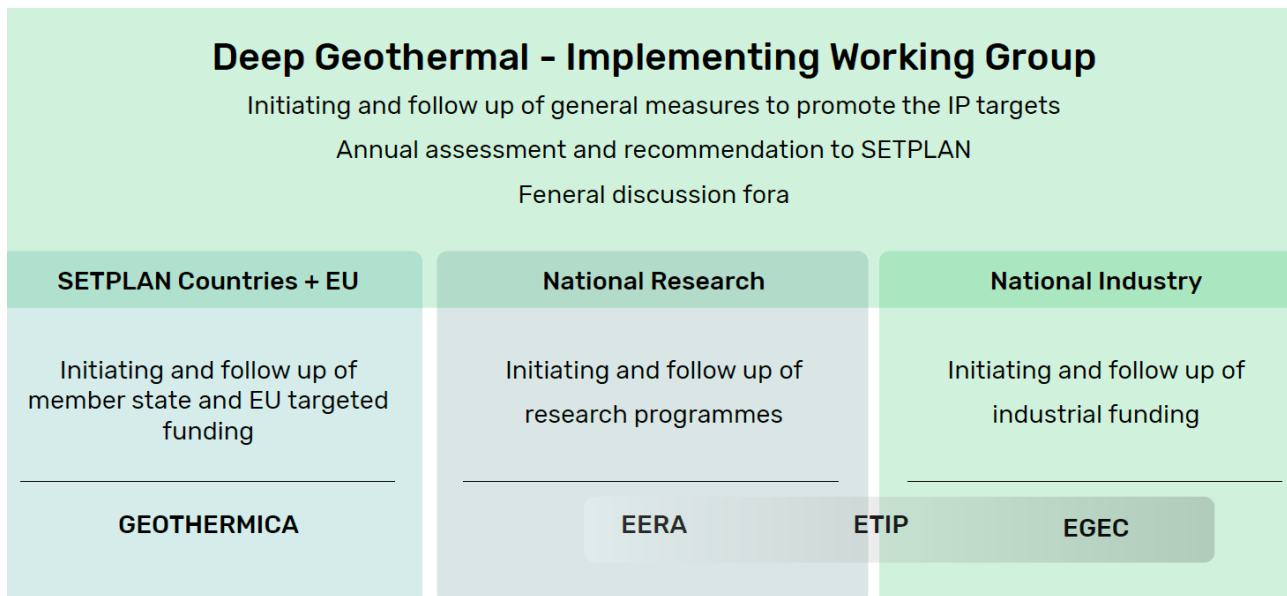 Deep Geothermal - Implementing Working Group
Initiating and follow up of general measures to promote the IP targets
Annual assessment and recommendation to SETPLAN
Feneral discussion fora
SETPLAN Countries + EU
Initiating and follow up of
member state and EU targeted
funding
GEOTHERMICA
National Research
Initiating and follow up of
research programmes
National Industry
Initiating and follow up of
industrial funding
EERA
ETIP
EGEC